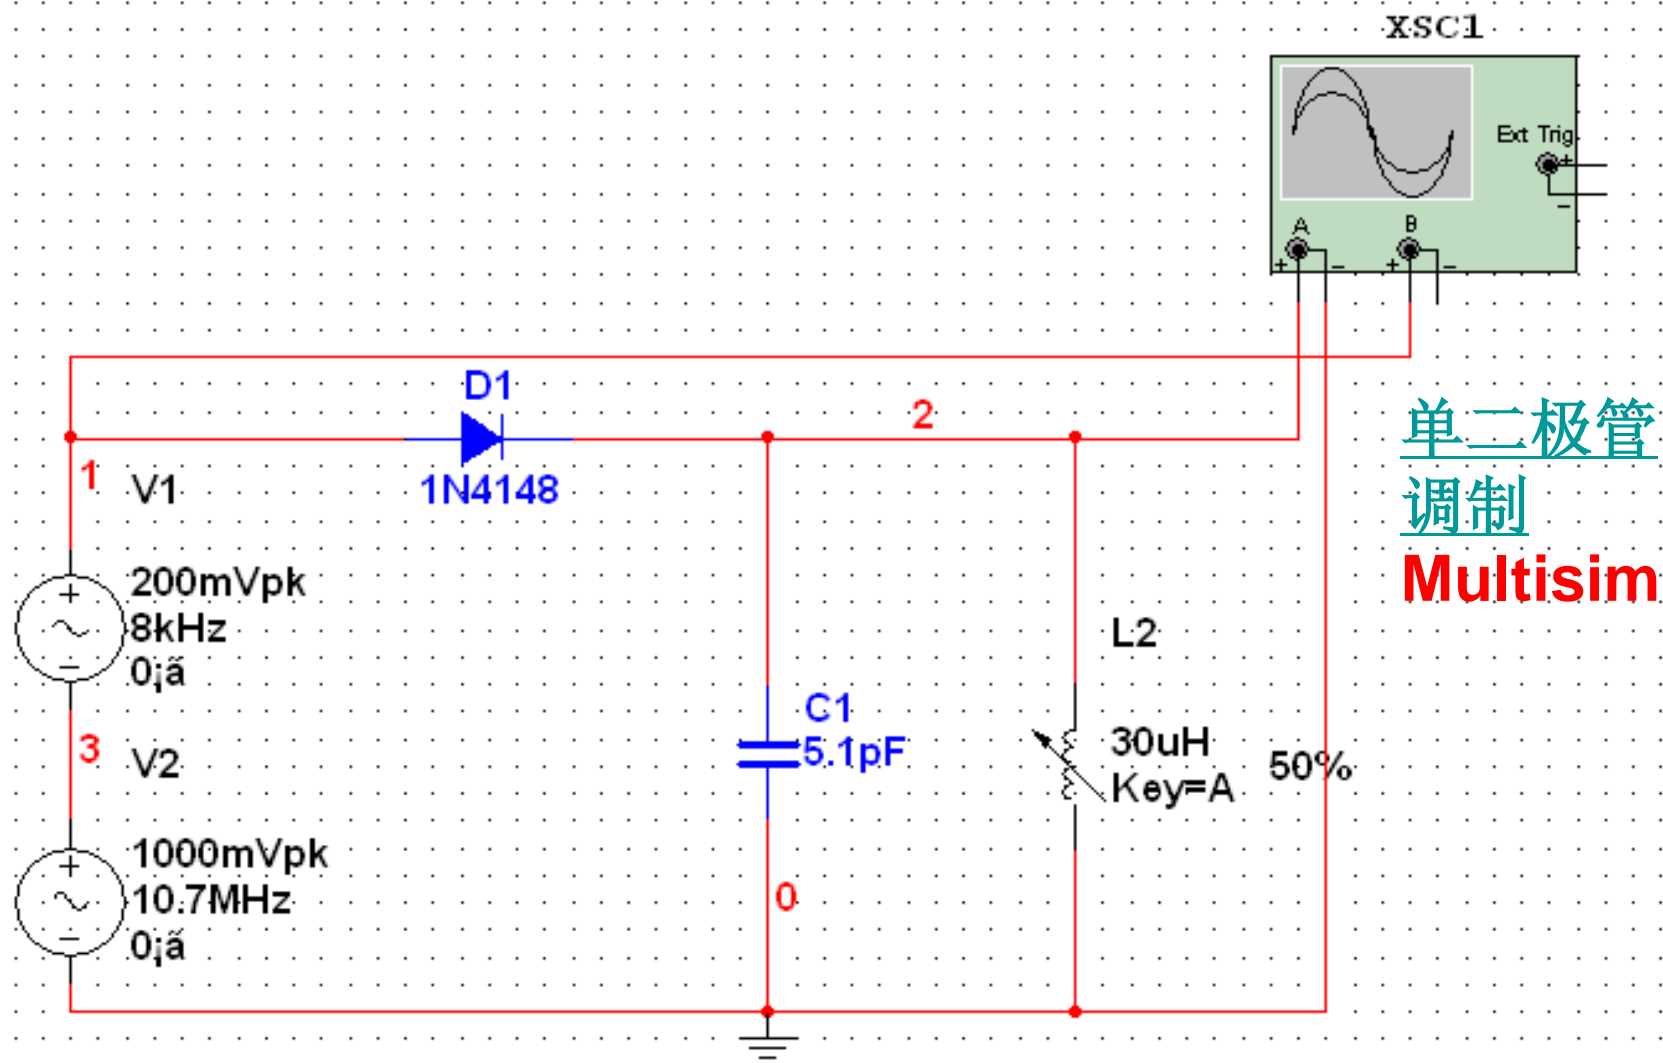 XSC1
Ext Trig
+
−
A
B
+
−
+
−
D1
2
1
V1
1N4148
单二极管
调制
Multisim
+
200mVpk
8kHz
−
0¡ã
L2
3
V2
C1
5.1pF
30uH
Key=A
50%
+
1000mVpk
10.7MHz
−
0¡ã
0